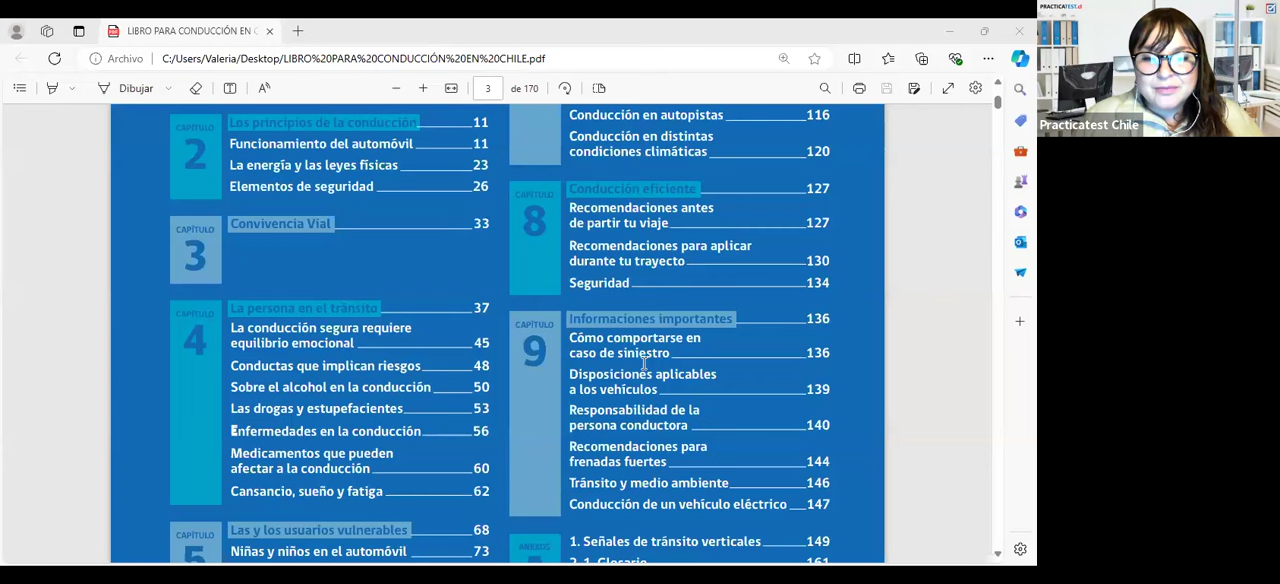 LIBRO PARA CONDUCCIÓN EN C
Archivo
C:/Users/Valeria/Desktop/LIBRO%20PARA%20CONDUCCIÓN%20EN%20CHILE.pdf
Dibujar
3
de 170
CAPÍTULO
2
Los principios de la conducción 11
Funcionamiento del automóvil 11
La energía y las leyes físicas 23
Elementos de seguridad 26
CAPÍTULO
3
Convivencia Vial 33
CAPÍTULO
4
La persona en el tránsito 37
La conducción segura requiere
equilibrio emocional 45
Conductas que implican riesgos 48
Sobre el alcohol en la conducción 50
Las drogas y estupefacientes 53
Enfermedades en la conducción 56
Medicamentos que pueden
afectar a la conducción 60
Cansancio, sueño y fatiga 62
CAPÍTULO
5
Las y los usuarios vulnerables 68
Niñas y niños en el automóvil 73
Conducción en autopistas 116
Conducción en distintas
condiciones climáticas 120
CAPÍTULO
8
Conducción eficiente 127
Recomendaciones antes
de partir tu viaje 127
Recomendaciones para aplicar
durante tu trayecto 130
Seguridad 134
CAPÍTULO
9
Informaciones importantes 136
Cómo comportarse en
caso de siniestro 136
Disposiciones aplicables
a los vehículos 139
Responsabilidad de la
persona conductora 140
Recomendaciones para
frenadas fuertes 144
Tránsito y medio ambiente 146
Conducción de un vehículo eléctrico 147
ANEXOS
1. Señales de tránsito verticales 149
2. 1. Glosario 161
PRACTICATEST.cl
Practicatest Chile